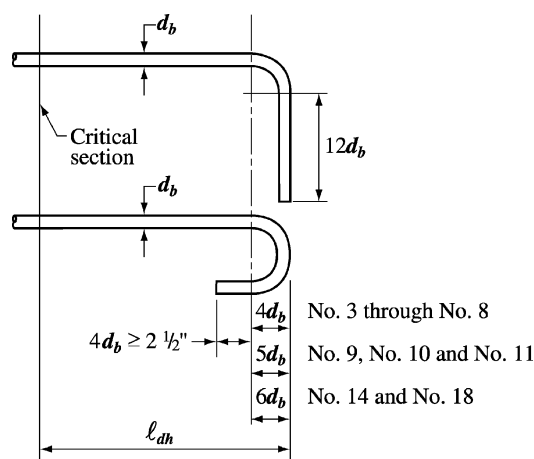 d_b
Critical
section
12d_b
d_b
4d_b ≥ 2 ½"
4d_b No. 3 through No. 8
5d_b No. 9, No. 10 and No. 11
6d_b No. 14 and No. 18
ℓ_dh